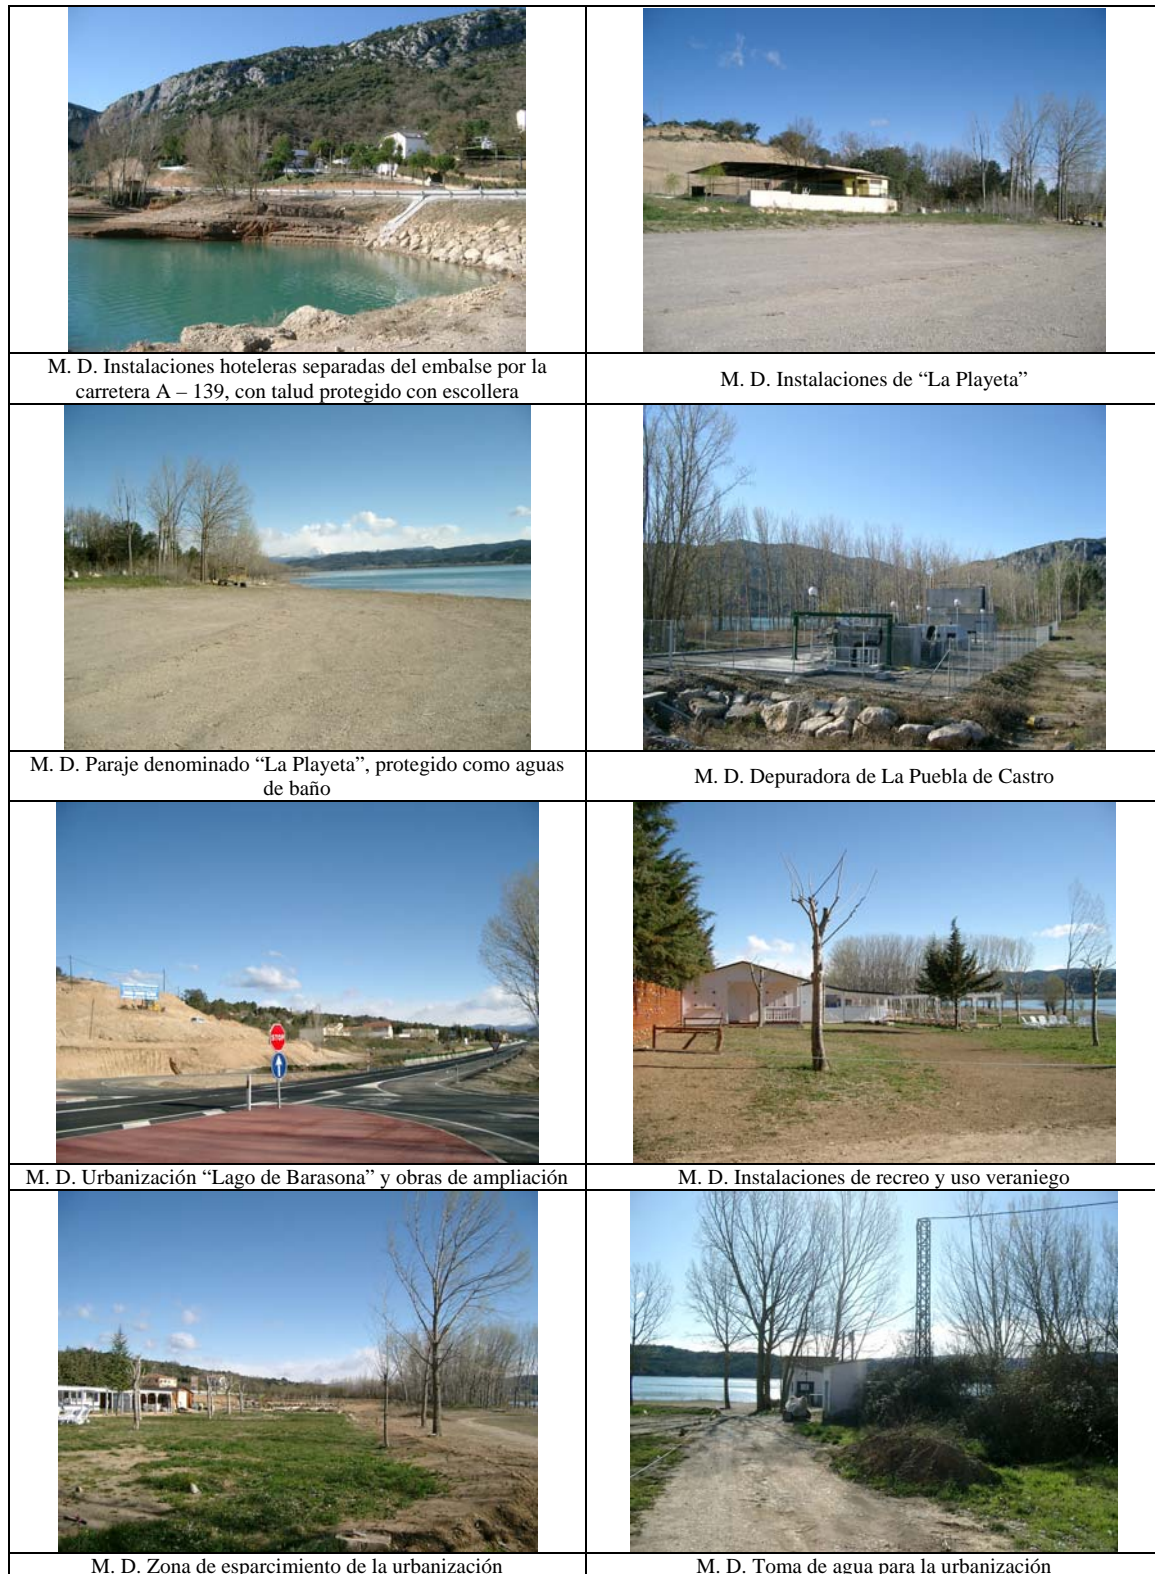 M. D. Instalaciones hoteleras separadas del embalse por la
carretera A – 139, con talud protegido con escollera
M. D. Instalaciones de “La Playeta”
M. D. Paraje denominado “La Playeta”, protegido como aguas
de baño
M. D. Depuradora de La Puebla de Castro
STOP
M. D. Urbanización “Lago de Barasona” y obras de ampliación
M. D. Instalaciones de recreo y uso veraniego
M. D. Zona de esparcimiento de la urbanización
M. D. Toma de agua para la urbanización